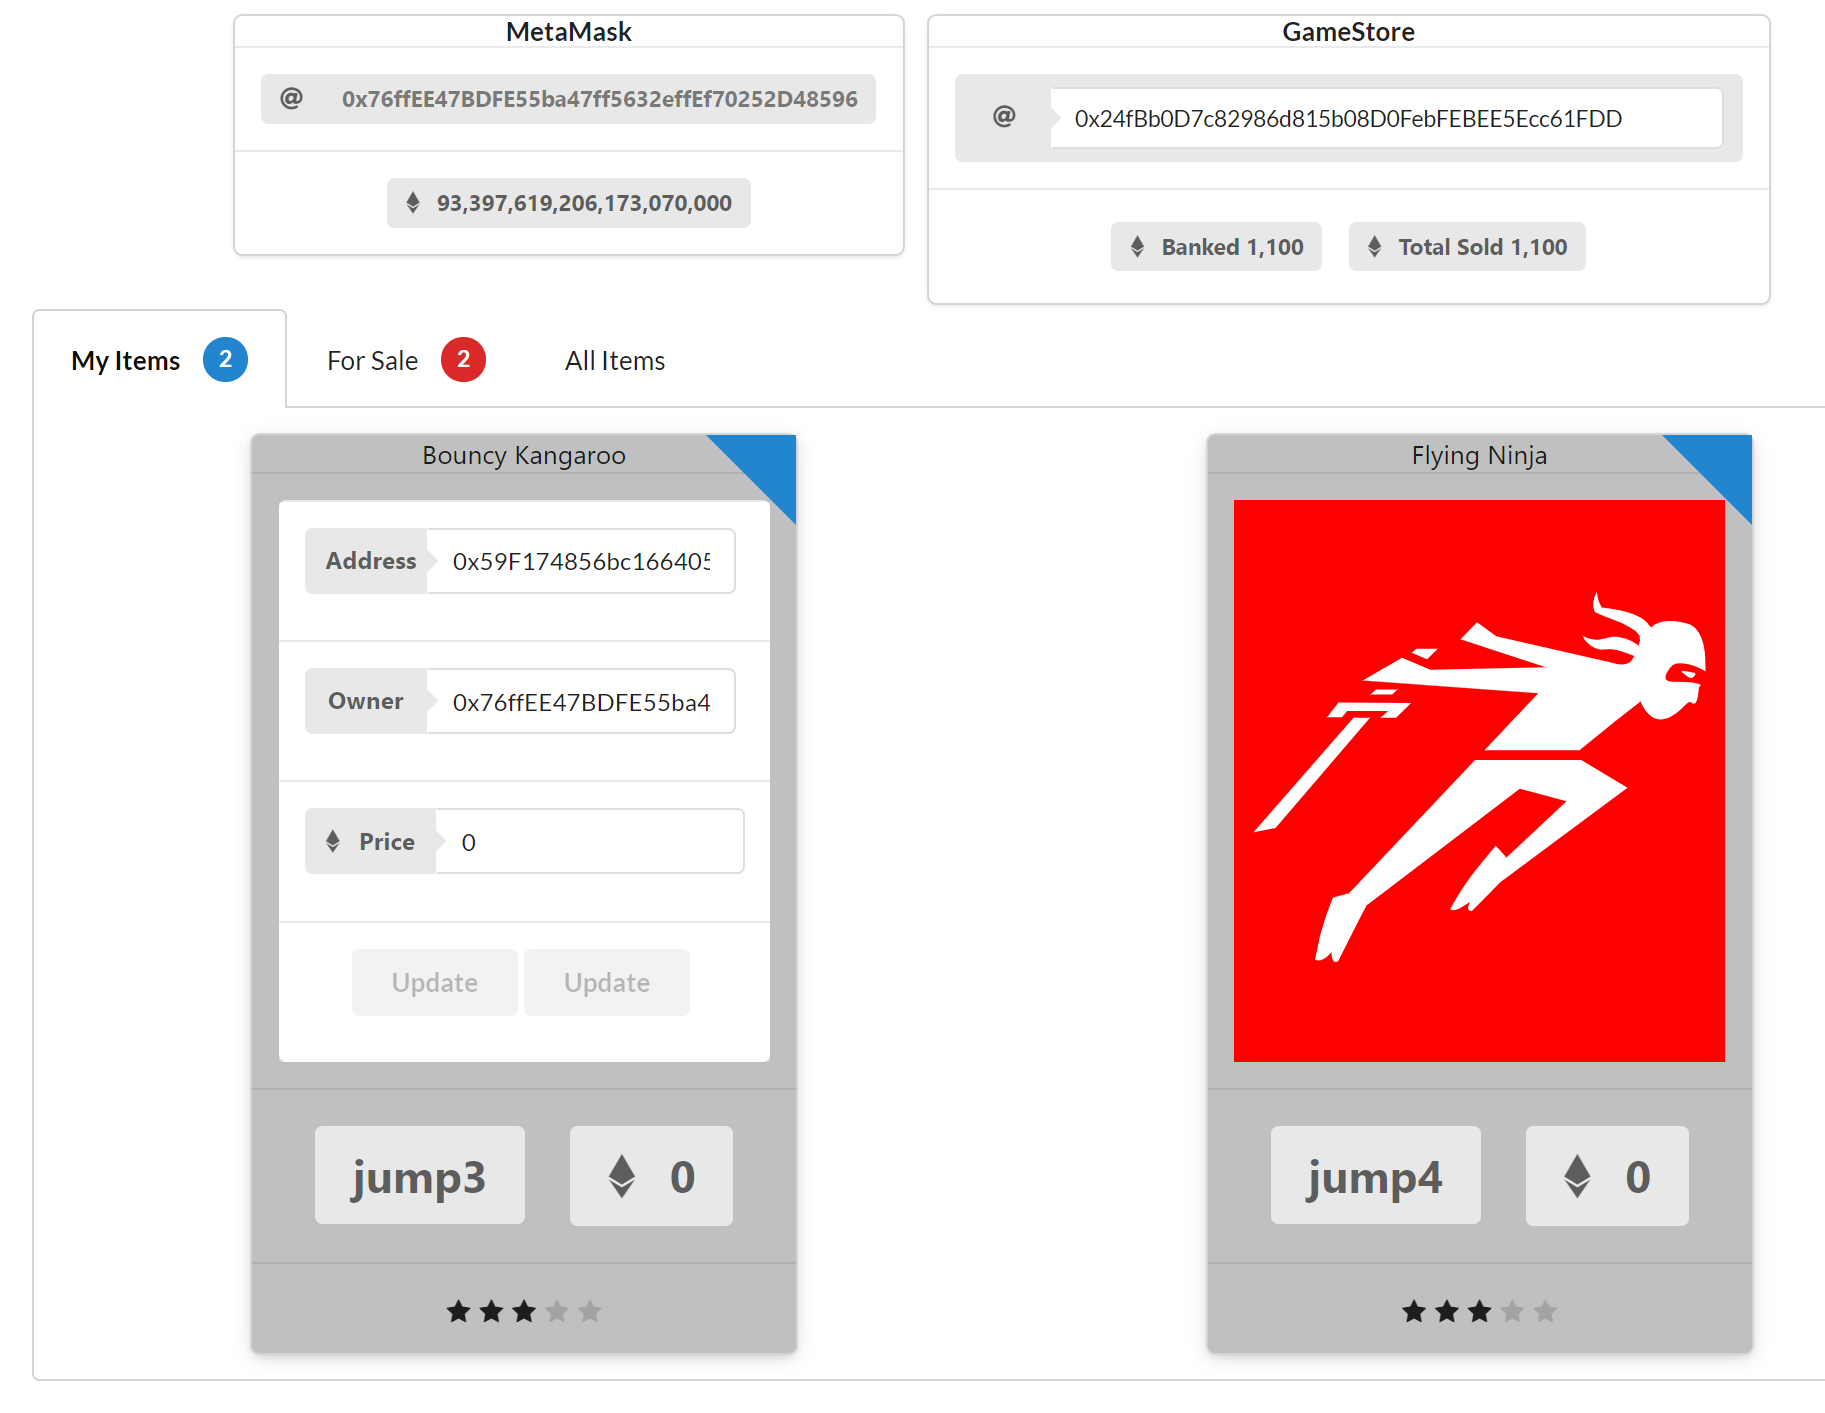 MetaMask
@ 0x76ffEE47BDFE55ba47ff5632effEf70252D48596
93,397,619,206,173,070,000
GameStore
@ 0x24fBb0D7c82986d815b08D0FebFEBEE5Ecc61FDD
Banked 1,100 Total Sold 1,100
My Items 2 For Sale 2 All Items
Bouncy Kangaroo
Address 0x59F174856bc166405
Owner 0x76ffEE47BDFE55ba4
Price 0
Update Update
jump3 0
Flying Ninja
jump4 0